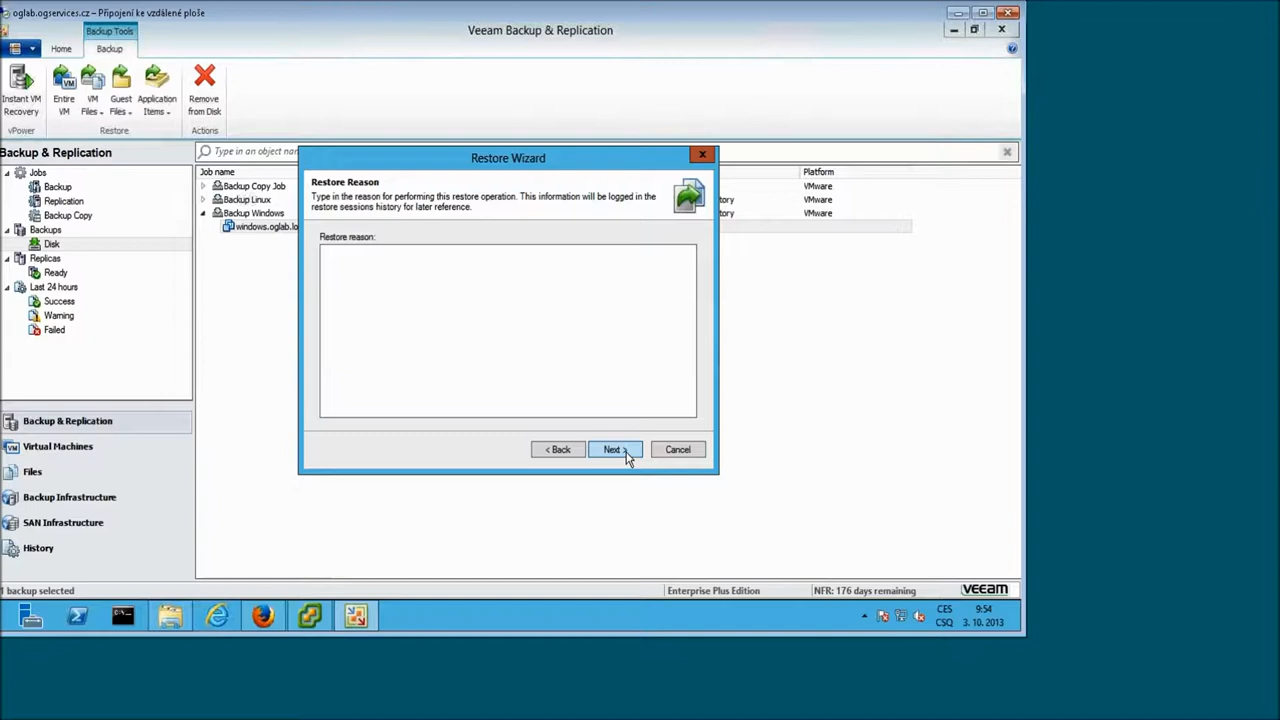 oglab.ogservices.cz – Připojení ke vzdálené ploše
Backup Tools
Veeam Backup & Replication
Home
Backup
Instant VM
Recovery
Entire
VM
VM
Files
Guest
Files
Application
Items
Remove
from Disk
vPower
Restore
Actions
Backup & Replication
Type in an object nam
Job name
Platform
Jobs
Backup
Replication
Backup Copy
Backups
Disk
Replicas
Ready
Last 24 hours
Success
Warning
Failed
Backup Copy Job
VMware
Backup Linux
tory
VMware
Backup Windows
tory
VMware
windows.oglab.lo
Restore Wizard
Restore Reason
Type in the reason for performing this restore operation. This information will be logged in the
restore sessions history for later reference.
Restore reason:
< Back
Next >
Cancel
Backup & Replication
Virtual Machines
Files
Backup Infrastructure
SAN Infrastructure
History
1 backup selected
Enterprise Plus Edition
NFR: 176 days remaining
veeam
CES
CSQ
9:54
3. 10. 2013